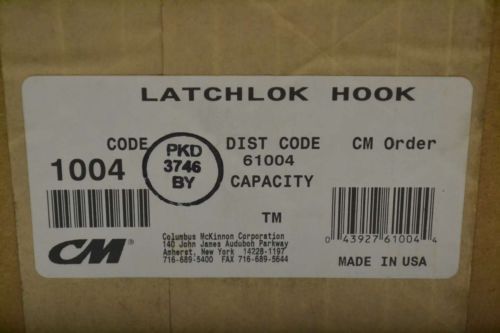 LATCHLOK HOOK
CODE
1004
PKD
3746
BY
DIST CODE
61004
CM Order
CAPACITY
TM
CM®
Columbus McKinnon Corporation
140 John James Audubon Parkway
Amherst, New York 14228-1197
716-689-5400 FAX 716-689-5644
0 43927 61004 4
MADE IN USA